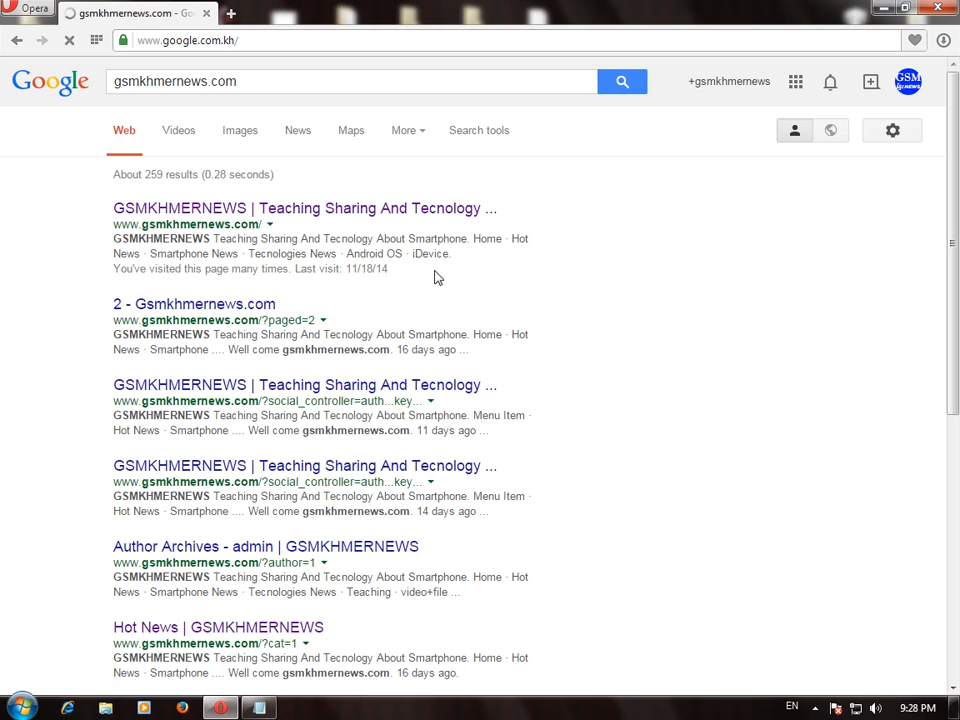 Opera
gsmkhmernews.com - Go
www.google.com.kh/
Google
gsmkhmernews.com
+gsmkhmernews
GSM
NEWS
Web Videos Images News Maps More Search tools
About 259 results (0.28 seconds)
GSMKHMERNEWS | Teaching Sharing And Tecnology ...
www.gsmkhmernews.com/
GSMKHMERNEWS Teaching Sharing And Tecnology About Smartphone. Home · Hot
News · Smartphone News · Tecnologies News · Android OS · iDevice.
You've visited this page many times. Last visit: 11/18/14
2 - Gsmkhmernews.com
www.gsmkhmernews.com/?paged=2
GSMKHMERNEWS Teaching Sharing And Tecnology About Smartphone. Home · Hot
News · Smartphone .... Well come gsmkhmernews.com. 16 days ago ...
GSMKHMERNEWS | Teaching Sharing And Tecnology ...
www.gsmkhmernews.com/?social_controller=auth...key...
GSMKHMERNEWS Teaching Sharing And Tecnology About Smartphone. Menu Item ·
Hot News · Smartphone .... Well come gsmkhmernews.com. 11 days ago ...
GSMKHMERNEWS | Teaching Sharing And Tecnology ...
www.gsmkhmernews.com/?social_controller=auth...key...
GSMKHMERNEWS Teaching Sharing And Tecnology About Smartphone. Menu Item ·
Hot News · Smartphone .... Well come gsmkhmernews.com. 14 days ago ...
Author Archives - admin | GSMKHMERNEWS
www.gsmkhmernews.com/?author=1
GSMKHMERNEWS Teaching Sharing And Tecnology About Smartphone. Home · Hot
News · Smartphone News · Tecnologies News · Teaching · video+file ...
Hot News | GSMKHMERNEWS
www.gsmkhmernews.com/?cat=1
GSMKHMERNEWS Teaching Sharing And Tecnology About Smartphone. Home · Hot
News · Smartphone .... Well come gsmkhmernews.com. 16 days ago.
EN
9:28 PM